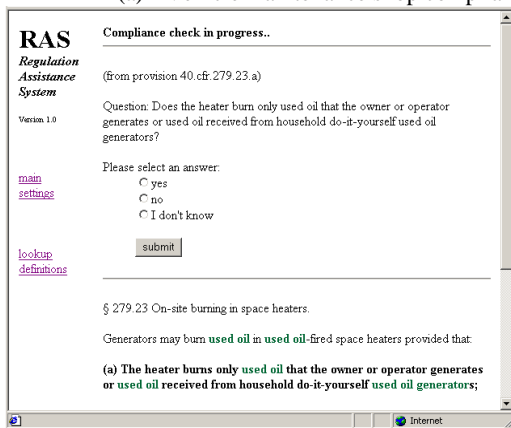 RAS
Regulation
Assistance
System
Version 1.0
main
settings
lookup
definitions
Compliance check in progress..
(from provision 40.cfr.279.23.a)
Question: Does the heater burn only used oil that the owner or operator
generates or used oil received from household do-it-yourself used oil
generators?
Please select an answer:
yes
no
I don't know
submit
§ 279.23 On-site burning in space heaters.
Generators may burn used oil in used oil-fired space heaters provided that:
(a) The heater burns only used oil that the owner or operator generates
or used oil received from household do-it-yourself used oil generators;
Internet